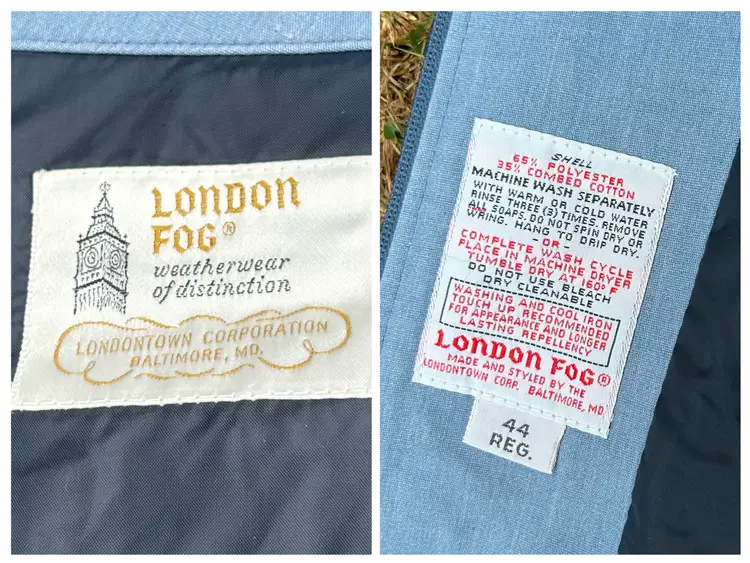 LONDON
FOG®
weatherwear
of distinction
LONDONTOWN CORPORATION
BALTIMORE, MD.
SHELL
65% POLYESTER
35% COMBED COTTON
MACHINE WASH SEPARATELY
WITH WARM OR COLD WATER
RINSE THREE (3) TIMES, REMOVE
ALL SOAPS. DO NOT SPIN DRY OR
WRING. HANG TO DRIP DRY.
- OR -
COMPLETE WASH CYCLE
PLACE IN MACHINE DRYER
TUMBLE DRY AT 160° F
DO NOT USE BLEACH
DRY CLEANABLE
WASHING AND COOL IRON
TOUCH UP RECOMMENDED
FOR APPEARANCE AND LONGER
LASTING REPELLENCY
LONDON FOG®
MADE AND STYLED BY THE
LONDONTOWN CORP. BALTIMORE, MD.
44
REG.